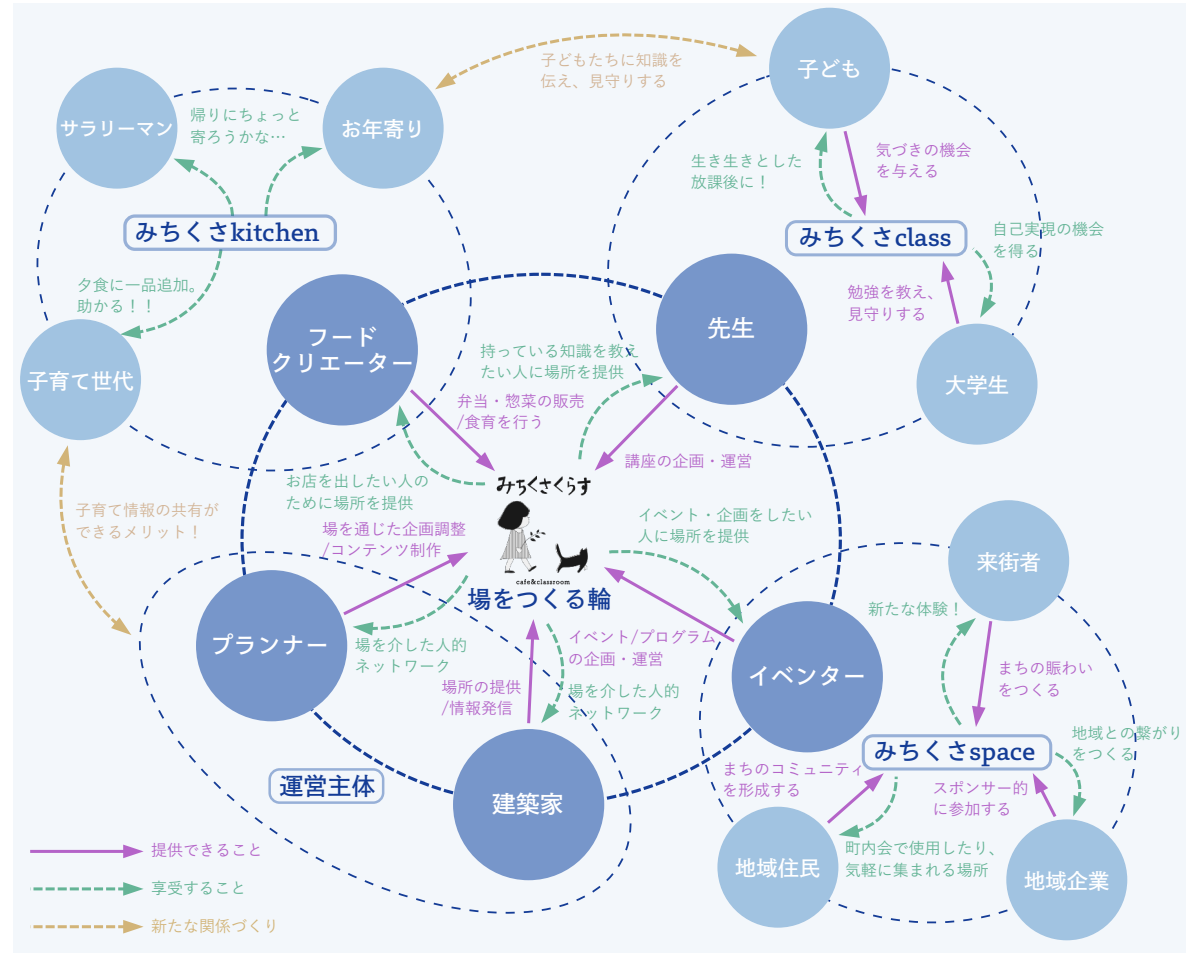 子ども
子どもたちに知識を
伝え、見守りする
サラリーマン
帰りにちょっと
寄ろうかな…
お年寄り
生き生きとした
放課後に！
気づきの機会
を与える
みちくさkitchen
みちくさclass
自己実現の機会
を得る
夕食に一品追加。
助かる！！
勉強を教え、
見守りする
フード
クリエーター
先生
子育て世代
大学生
持っている知識を教え
たい人に場所を提供
弁当・惣菜の販売
/食育を行う
講座の企画・運営
お店を出したい人の
ために場所を提供
みちくさくらす
cafe&classroom
場をつくる輪
子育て情報の共有が
できるメリット！
場を通じた企画調整
/コンテンツ制作
イベント・企画をしたい
人に場所を提供
来街者
新たな体験！
プランナー
場を介した人的
ネットワーク
イベント/プログラム
の企画・運営
イベンター
まちの賑わい
をつくる
場所の提供
/情報発信
場を介した人的
ネットワーク
みちくさspace
地域との繋がり
をつくる
運営主体
建築家
まちのコミュニティ
を形成する
スポンサー的
に参加する
地域住民
町内会で使用したり、
気軽に集まれる場所
地域企業
提供できること
享受すること
新たな関係づくり